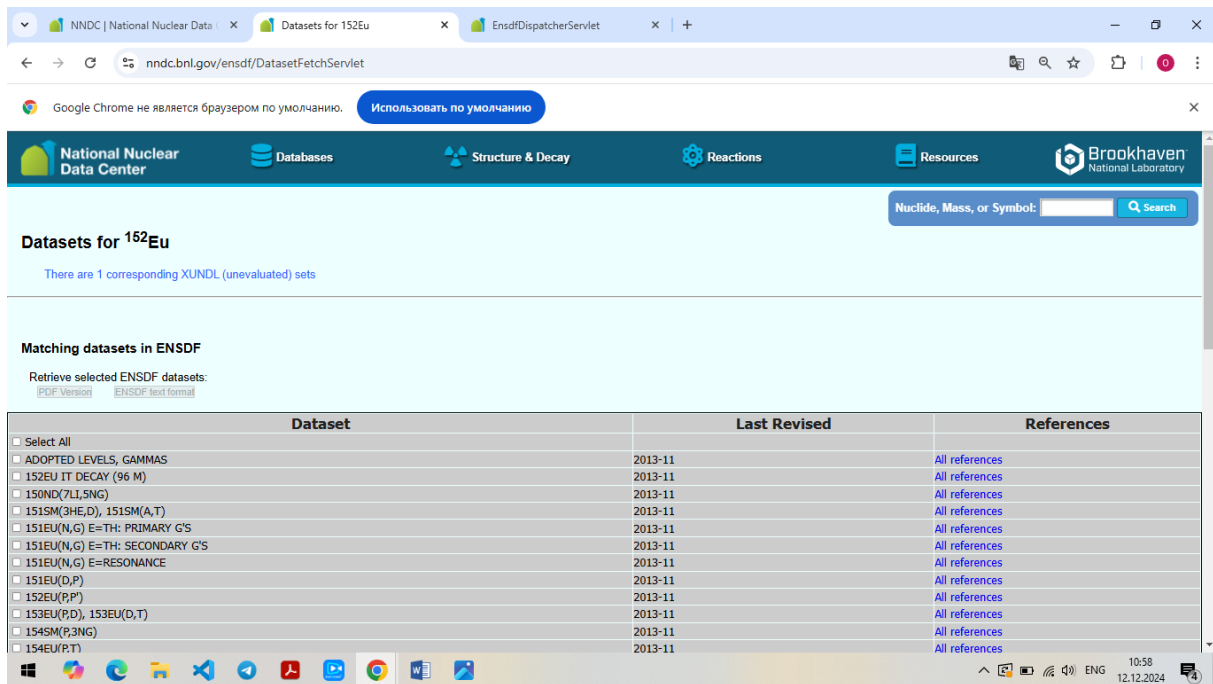 NNDC | National Nuclear Data
Datasets for 152Eu
EnsdfDispatcherServlet
nndc.bnl.gov/ensdf/DatasetFetchServlet
O
Google Chrome не является браузером по умолчанию.
Использовать по умолчанию
National Nuclear
Data Center
Databases
Structure & Decay
Reactions
Resources
Brookhaven
National Laboratory
Nuclide, Mass, or Symbol:
Search
Datasets for 152Eu
There are 1 corresponding XUNDL (unevaluated) sets
Matching datasets in ENSDF
Retrieve selected ENSDF datasets:
PDF Version ENSDF text format
Dataset Last Revised References
Select All
ADOPTED LEVELS, GAMMAS 2013-11 All references
152EU IT DECAY (96 M) 2013-11 All references
150ND(7LI,5NG) 2013-11 All references
151SM(3HE,D), 151SM(A,T) 2013-11 All references
151EU(N,G) E=TH: PRIMARY G'S 2013-11 All references
151EU(N,G) E=TH: SECONDARY G'S 2013-11 All references
151EU(N,G) E=RESONANCE 2013-11 All references
151EU(D,P) 2013-11 All references
152EU(P,P') 2013-11 All references
153EU(P,D), 153EU(D,T) 2013-11 All references
154SM(P,3NG) 2013-11 All references
154EU(P,T) 2013-11 All references
ENG
10:58
12.12.2024
4